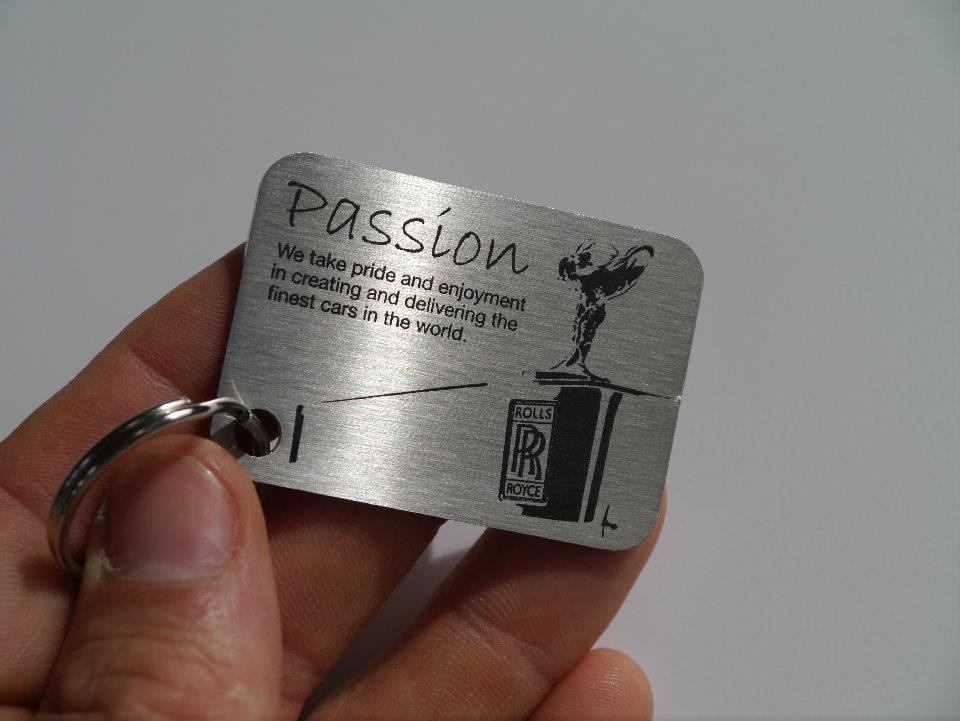 Passion
We take pride and enjoyment
in creating and delivering the
finest cars in the world.
ROLLS
RR
ROYCE